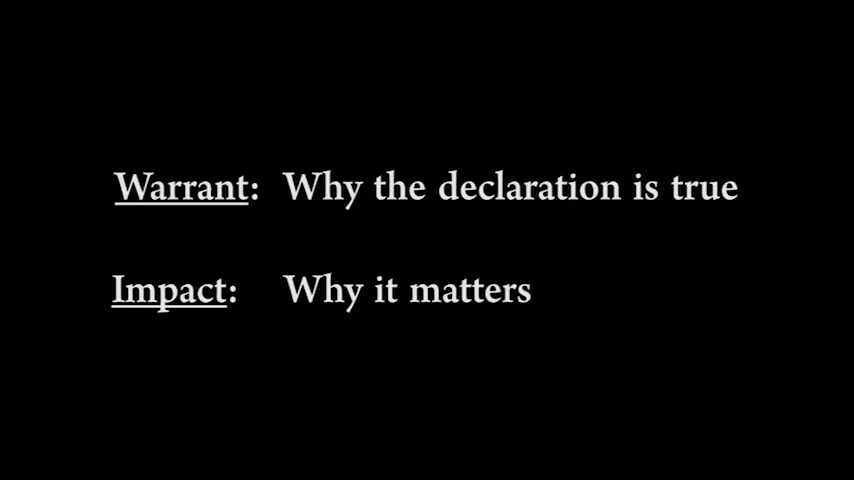 Warrant: Why the declaration is true
Impact: Why it matters